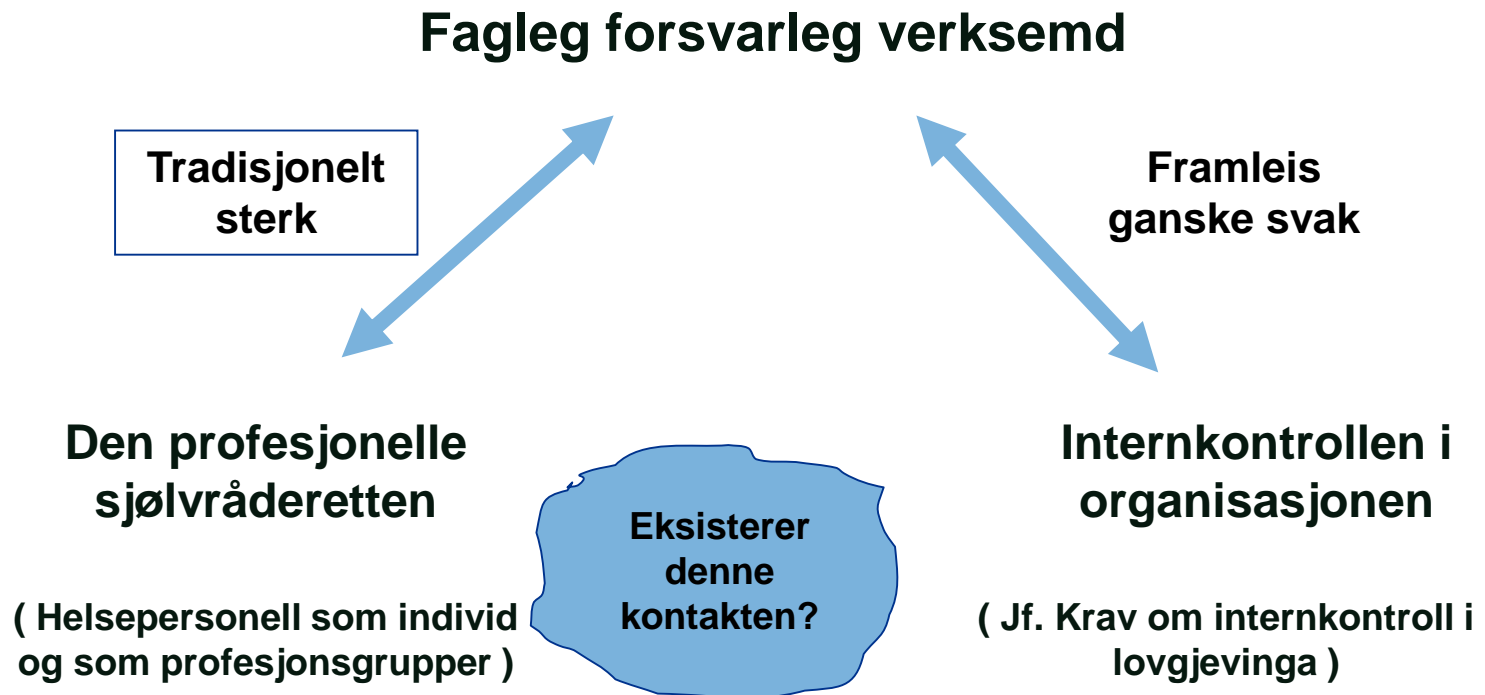 Fagleg forsvarleg verksemd
Tradisjonelt
sterk
Framleis
ganske svak
Den profesjonelle
sjølvråderetten
( Helsepersonell som individ
og som profesjonsgrupper )
Eksisterer
denne
kontakten?
Internkontrollen i
organisasjonen
( Jf. Krav om internkontroll i
lovgjevinga )